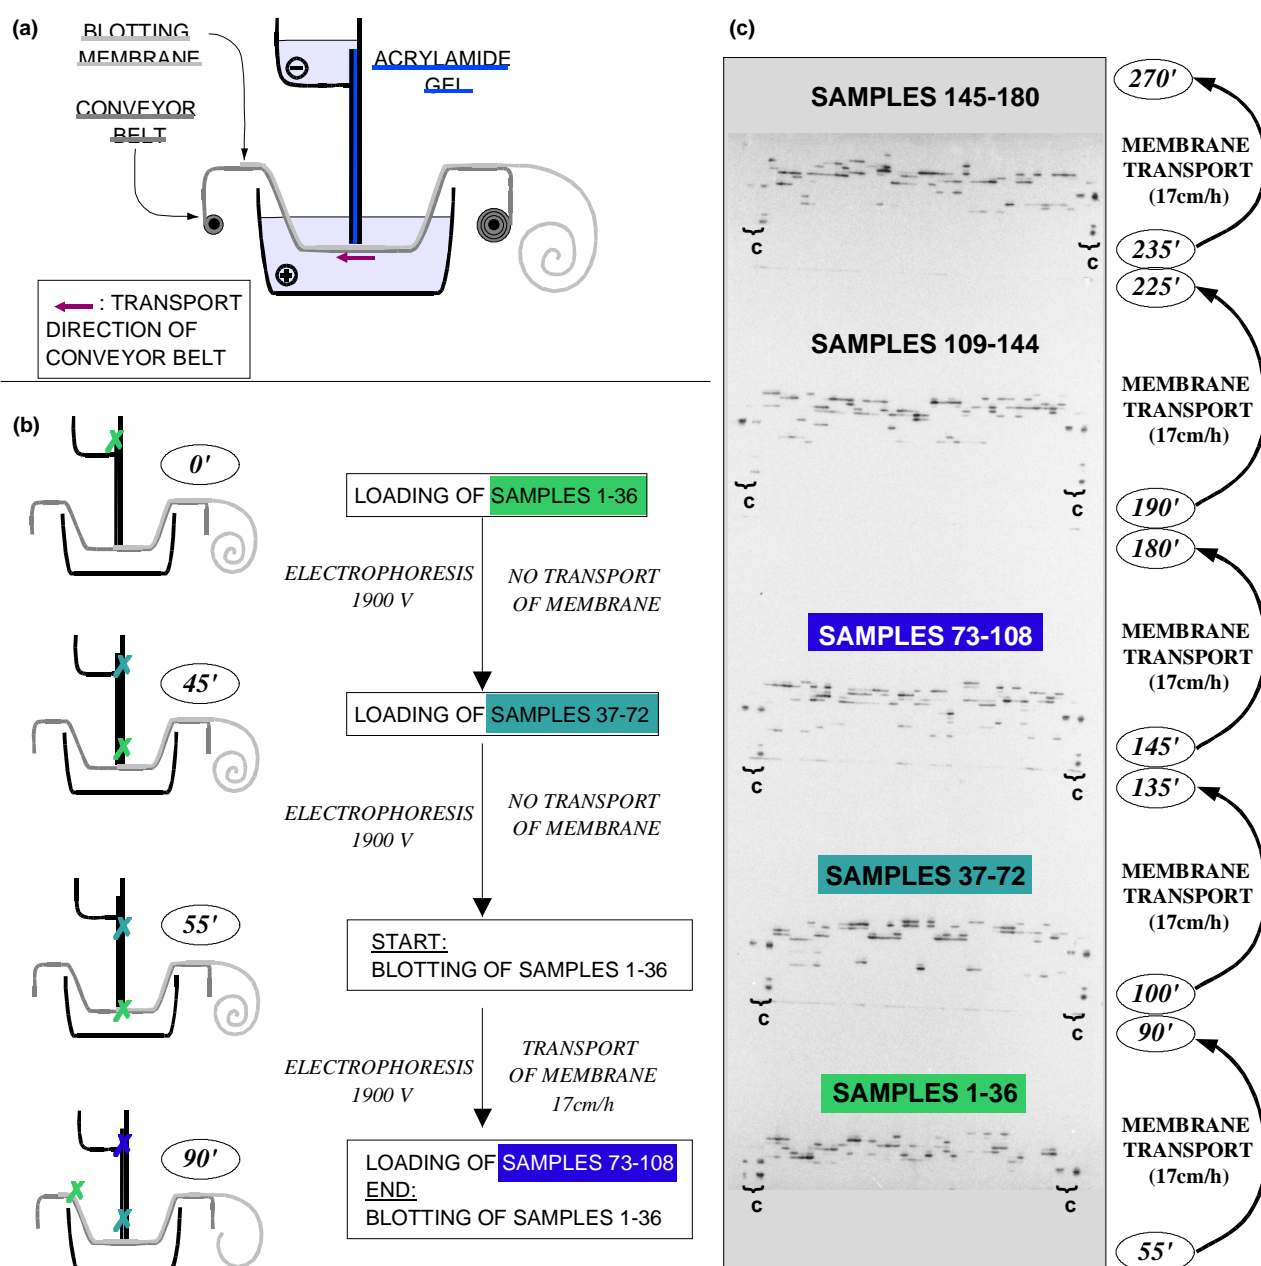 (a)
BLOTTING
MEMBRANE
ACRYLAMIDE
GEL
CONVEYOR
BELT
: TRANSPORT
DIRECTION OF
CONVEYOR BELT
(b)
0'
LOADING OF SAMPLES 1-36
ELECTROPHORESIS
1900 V
NO TRANSPORT
OF MEMBRANE
45'
LOADING OF SAMPLES 37-72
ELECTROPHORESIS
1900 V
NO TRANSPORT
OF MEMBRANE
55'
START:
BLOTTING OF SAMPLES 1-36
ELECTROPHORESIS
1900 V
TRANSPORT
OF MEMBRANE
17cm/h
90'
LOADING OF SAMPLES 73-108
END:
BLOTTING OF SAMPLES 1-36
(c)
SAMPLES 145-180
c
c
SAMPLES 109-144
c
c
SAMPLES 73-108
c
c
SAMPLES 37-72
c
c
SAMPLES 1-36
c
c
270'
MEMBRANE
TRANSPORT
(17cm/h)
235'
225'
MEMBRANE
TRANSPORT
(17cm/h)
190'
180'
MEMBRANE
TRANSPORT
(17cm/h)
145'
135'
MEMBRANE
TRANSPORT
(17cm/h)
100'
90'
MEMBRANE
TRANSPORT
(17cm/h)
55'